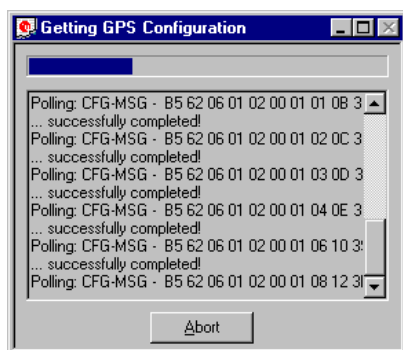 Getting GPS Configuration
Polling: CFG-MSG - B5 62 06 01 02 00 01 01 0B 3
... successfully completed!
Polling: CFG-MSG - B5 62 06 01 02 00 01 02 0C 3
... successfully completed!
Polling: CFG-MSG - B5 62 06 01 02 00 01 03 0D 3
... successfully completed!
Polling: CFG-MSG - B5 62 06 01 02 00 01 04 0E 3
... successfully completed!
Polling: CFG-MSG - B5 62 06 01 02 00 01 06 10 3
... successfully completed!
Polling: CFG-MSG - B5 62 06 01 02 00 01 08 12 3
Abort